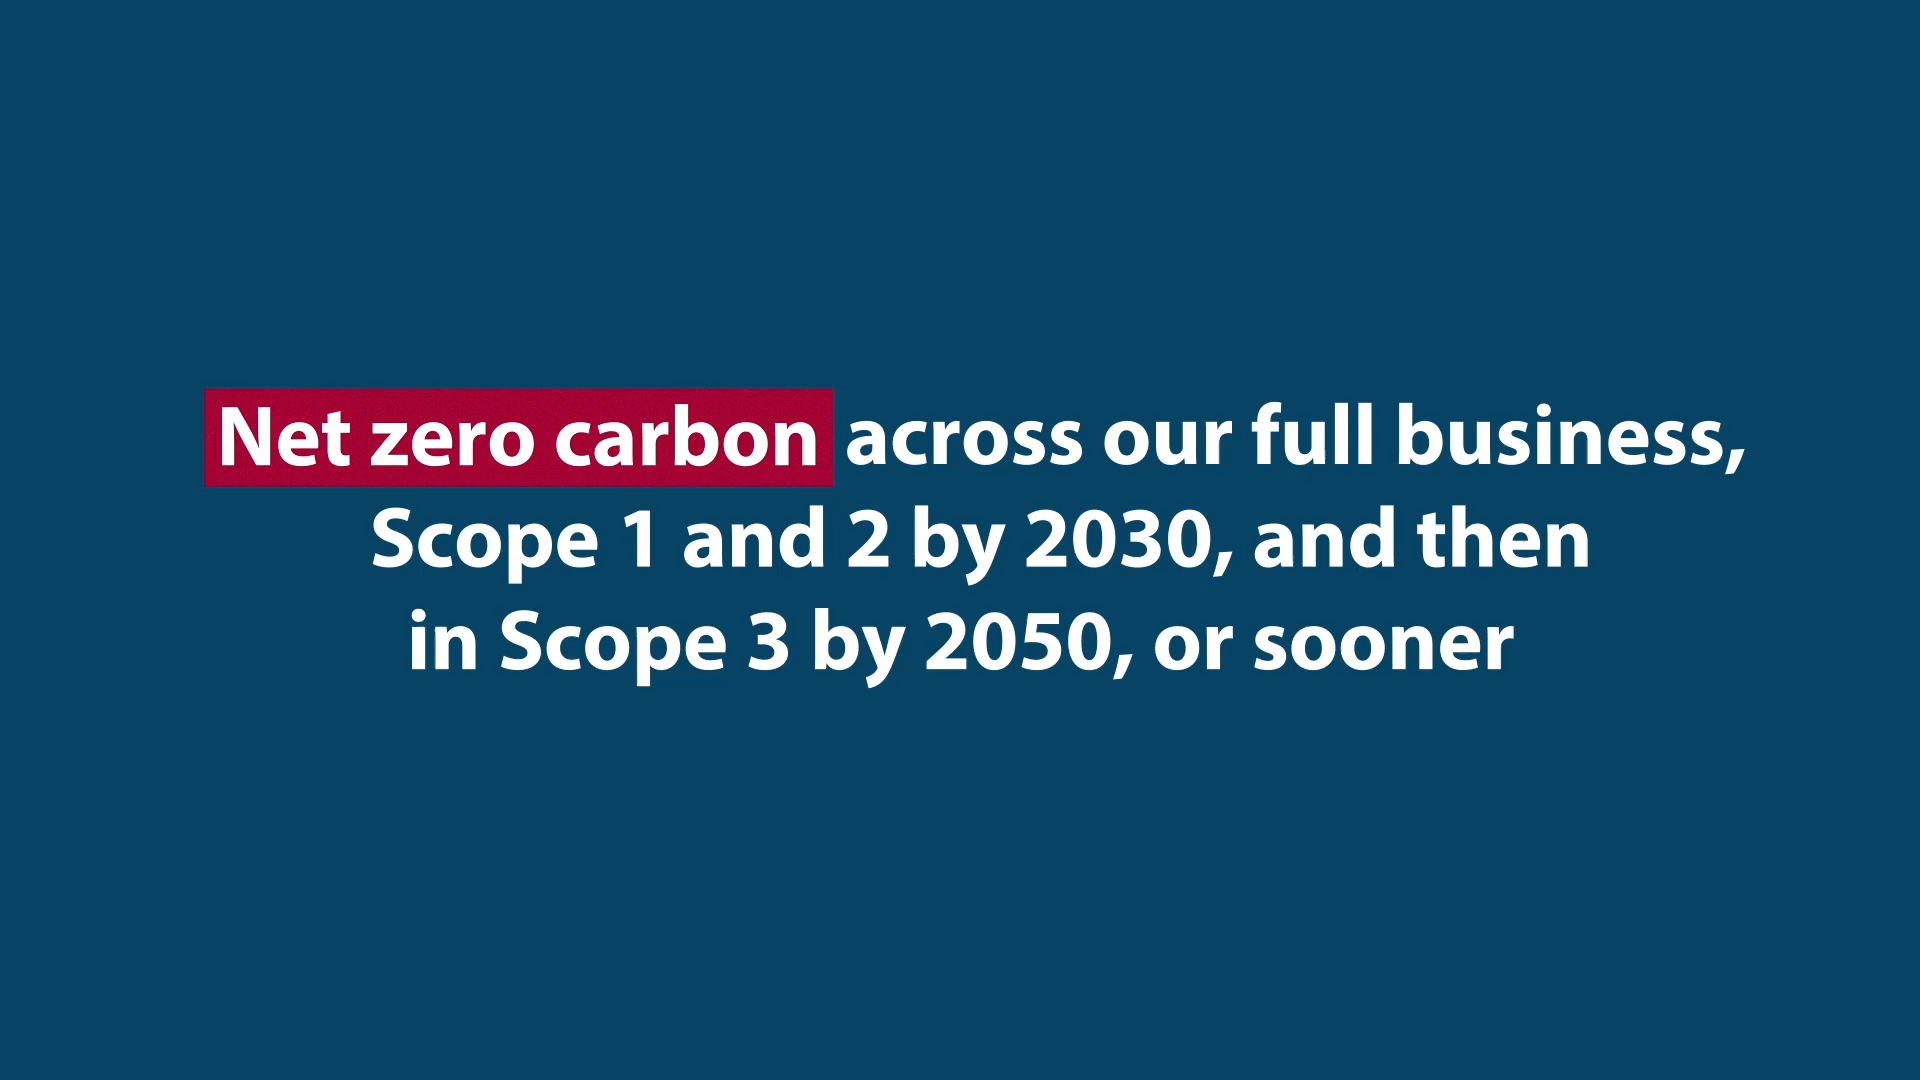 Net zero carbon across our full business,
Scope 1 and 2 by 2030, and then
in Scope 3 by 2050, or sooner